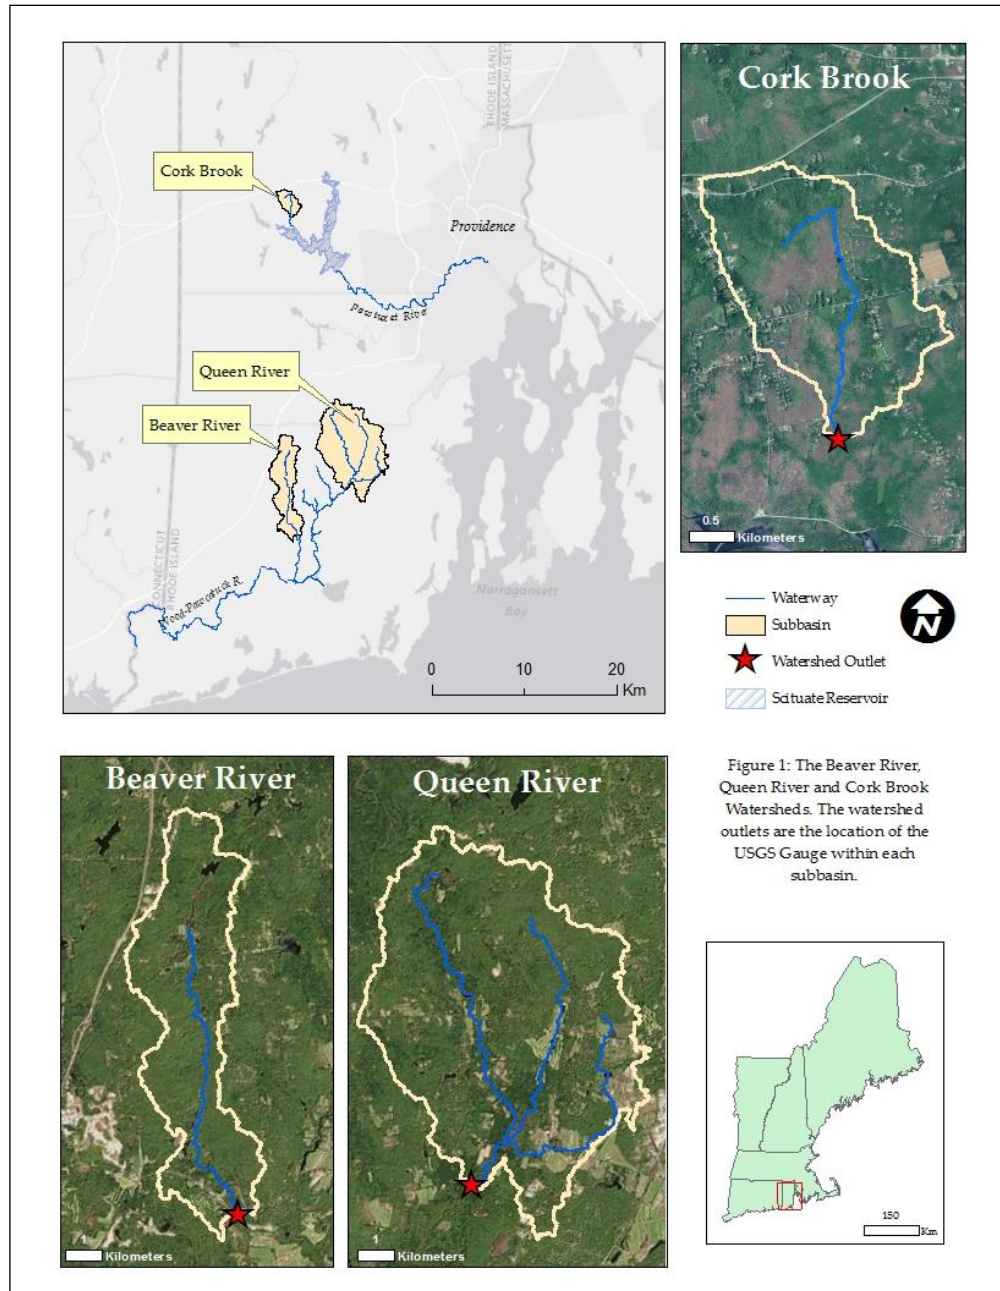 RHODE ISLAND
MASSACHUSETT
Cork Brook
Providence
Pawtuxet River
Queen River
Beaver River
CONNECTICUT
RHODE ISLAND
Wood-Pawcatuck R.
Narragansett
Bay
0 10 20
Km
Cork Brook
0.5
Kilometers
Waterway
Subbasin
N
Watershed Outlet
Scituate Reservoir
Beaver River
1
Kilometers
Queen River
1
Kilometers
Figure 1: The Beaver River,
Queen River and Cork Brook
Watersheds. The watershed
outlets are the location of the
USGS Gauge within each
subbasin.
150
Km